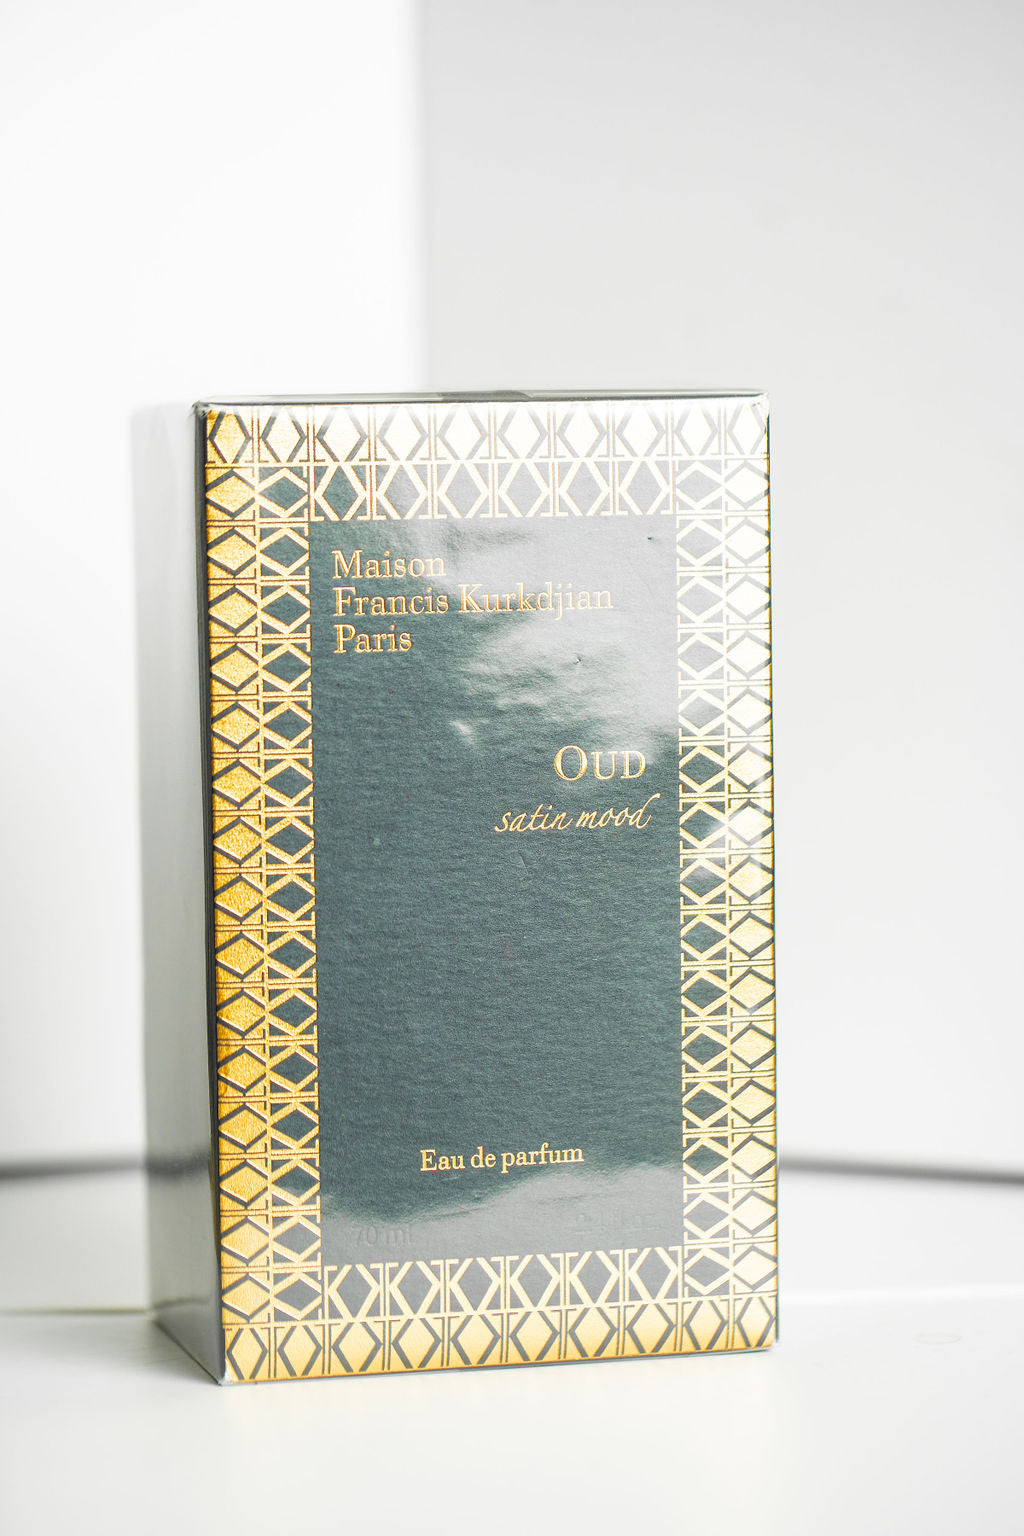 Maison
Francis Kurkdjian
Paris
OUD
satin mood
Eau de parfum
70 ml